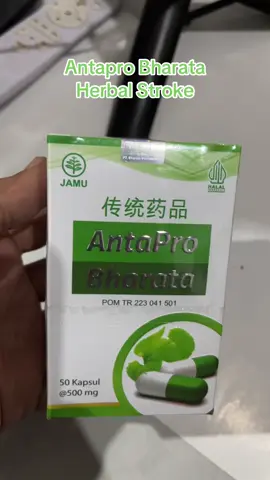 Antapro Bharata
Herbal Stroke
JAMU
HALAL
传统药品
AntaPro
Bharata
POM TR 223 041 501
50 Kapsul
@500 mg